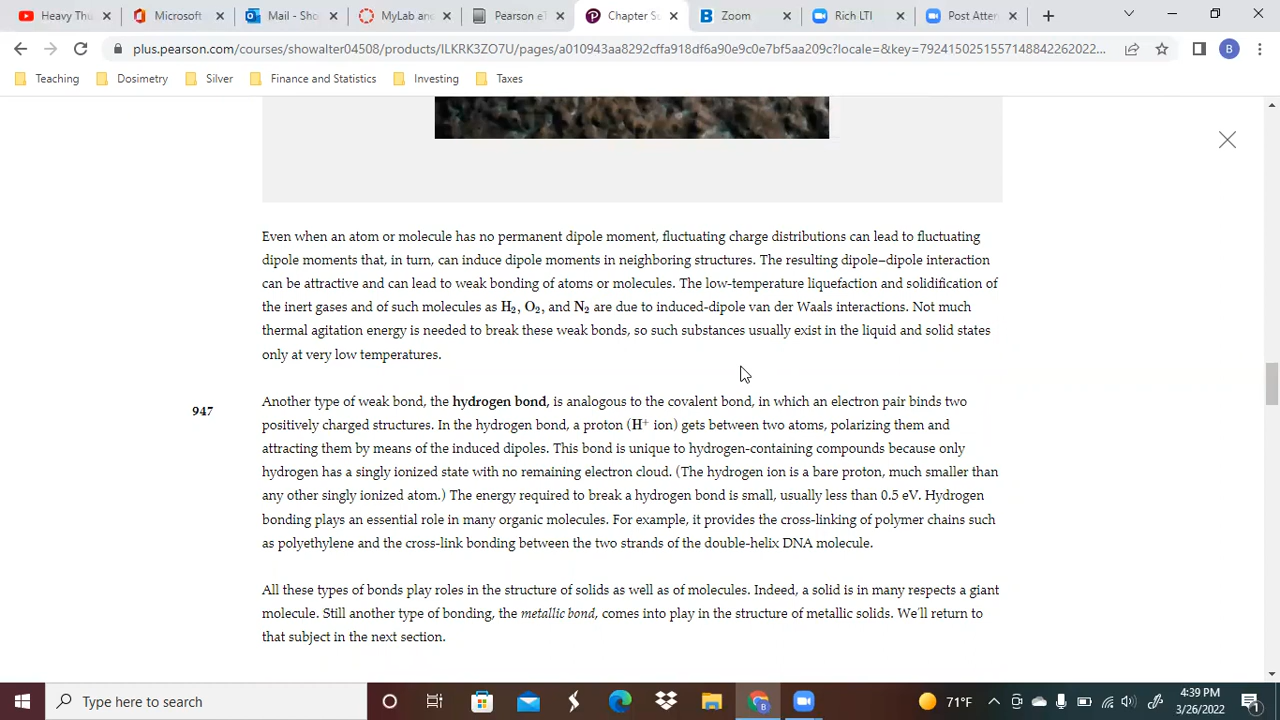 Heavy Thu
Microsoft
Mail - Sho
MyLab and
Pearson eT
Chapter Su
Zoom
Rich LTI
Post Atten
plus.pearson.com/courses/showalter04508/products/ILKRK3ZO7U/pages/a010943aa8292cffa918df6a90e9c0e7bf5aa209c?locale=&key=79241502515571488422620​22...
B
Teaching
Dosimetry
Silver
Finance and Statistics
Investing
Taxes
Even when an atom or molecule has no permanent dipole moment, fluctuating charge distributions can lead to fluctuating
dipole moments that, in turn, can induce dipole moments in neighboring structures. The resulting dipole–dipole interaction
can be attractive and can lead to weak bonding of atoms or molecules. The low-temperature liquefaction and solidification of
the inert gases and of such molecules as H₂, O₂, and N₂ are due to induced-dipole van der Waals interactions. Not much
thermal agitation energy is needed to break these weak bonds, so such substances usually exist in the liquid and solid states
only at very low temperatures.
947
Another type of weak bond, the hydrogen bond, is analogous to the covalent bond, in which an electron pair binds two
positively charged structures. In the hydrogen bond, a proton (H⁺ ion) gets between two atoms, polarizing them and
attracting them by means of the induced dipoles. This bond is unique to hydrogen-containing compounds because only
hydrogen has a singly ionized state with no remaining electron cloud. (The hydrogen ion is a bare proton, much smaller than
any other singly ionized atom.) The energy required to break a hydrogen bond is small, usually less than 0.5 eV. Hydrogen
bonding plays an essential role in many organic molecules. For example, it provides the cross-linking of polymer chains such
as polyethylene and the cross-link bonding between the two strands of the double-helix DNA molecule.
All these types of bonds play roles in the structure of solids as well as of molecules. Indeed, a solid is in many respects a giant
molecule. Still another type of bonding, the metallic bond, comes into play in the structure of metallic solids. We'll return to
that subject in the next section.
Type here to search
71°F
4:39 PM
3/26/2022